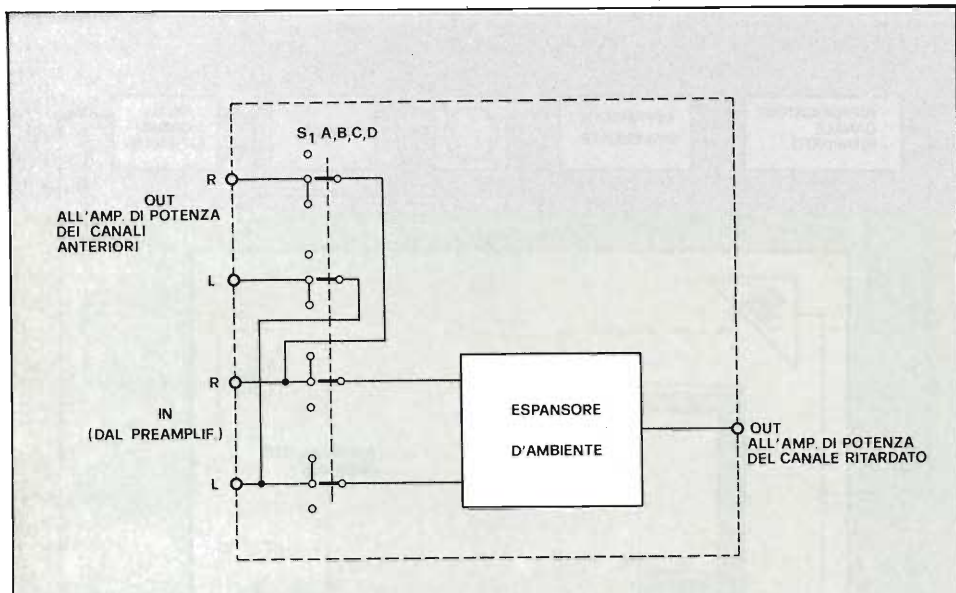 S1 A,B,C,D
R
OUT
ALL'AMP. DI POTENZA
DEI CANALI
ANTERIORI
L
R
IN
(DAL PREAMPLIF.)
L
ESPANSORE
D'AMBIENTE
OUT
ALL'AMP. DI POTENZA
DEL CANALE RITARDATO